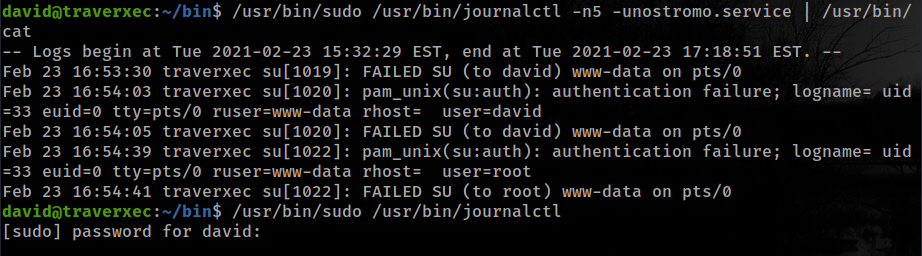 david@traverxec:~/bin$ /usr/bin/sudo /usr/bin/journalctl -n5 -unostromo.service | /usr/bin/
cat
-- Logs begin at Tue 2021-02-23 15:32:29 EST, end at Tue 2021-02-23 17:18:51 EST. --
Feb 23 16:53:30 traverxec su[1019]: FAILED SU (to david) www-data on pts/0
Feb 23 16:54:03 traverxec su[1020]: pam_unix(su:auth): authentication failure; logname= uid
=33 euid=0 tty=pts/0 ruser=www-data rhost=  user=david
Feb 23 16:54:05 traverxec su[1020]: FAILED SU (to david) www-data on pts/0
Feb 23 16:54:39 traverxec su[1022]: pam_unix(su:auth): authentication failure; logname= uid
=33 euid=0 tty=pts/0 ruser=www-data rhost=  user=root
Feb 23 16:54:41 traverxec su[1022]: FAILED SU (to root) www-data on pts/0
david@traverxec:~/bin$ /usr/bin/sudo /usr/bin/journalctl
[sudo] password for david: